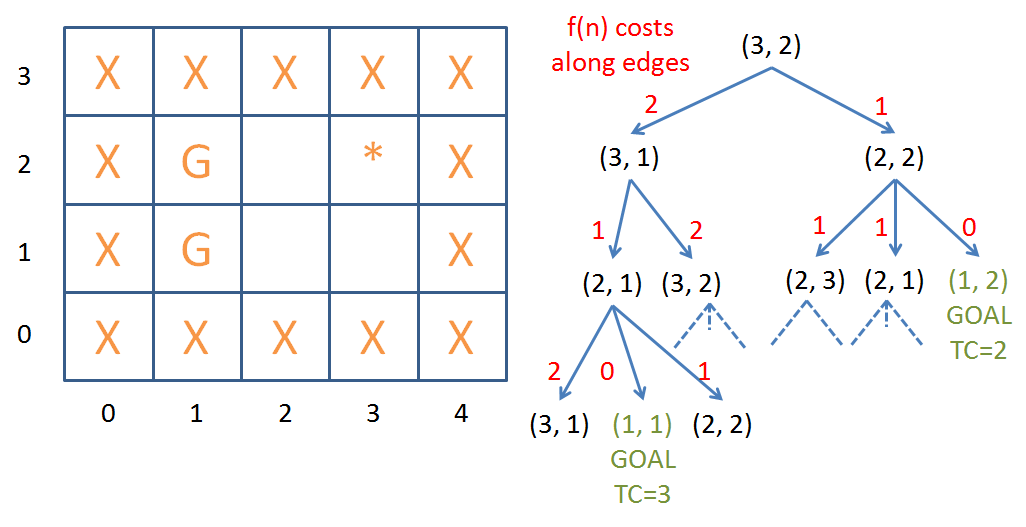 3 X X X X X
2 X G * X
1 X G X
0 X X X X X
0 1 2 3 4
f(n) costs
along edges
(3, 2)
2 1
(3, 1) (2, 2)
1 2 1 1 0
(2, 1) (3, 2) (2, 3) (2, 1) (1, 2)
GOAL
TC=2
2 0 1
(3, 1) (1, 1) (2, 2)
GOAL
TC=3